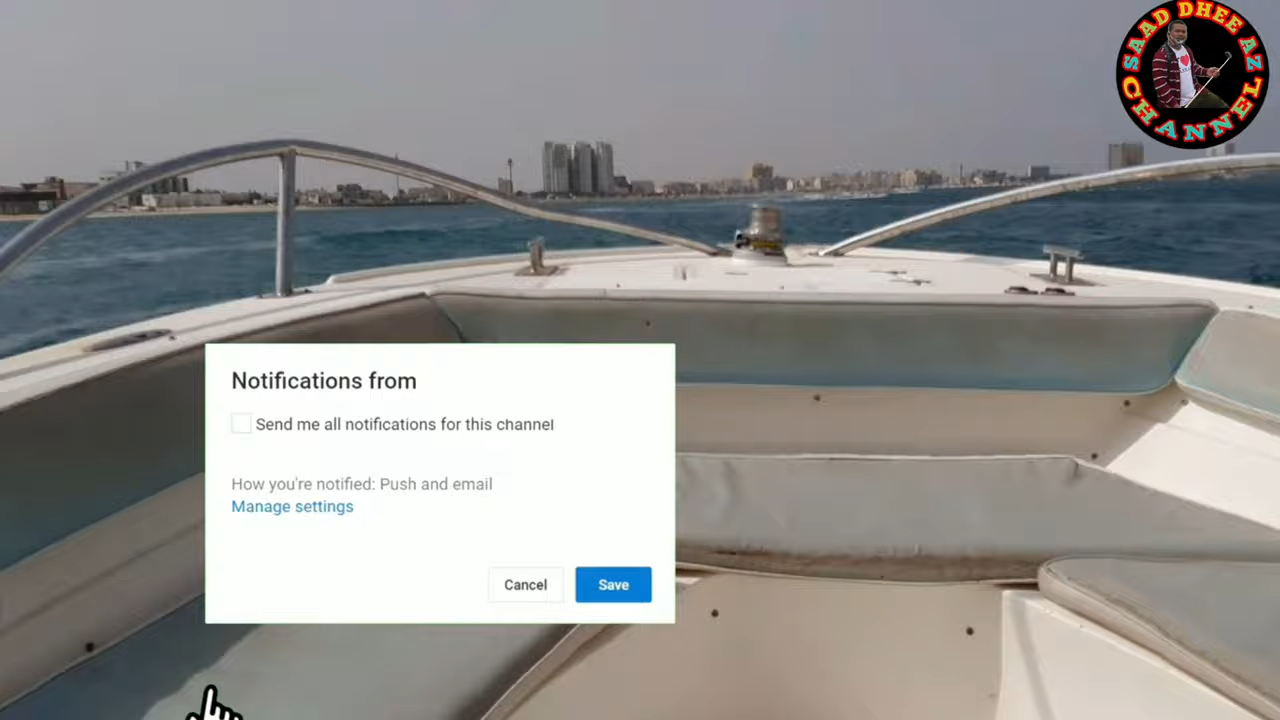 SAAD DHEE AZ
CHANNEL
Notifications from
Send me all notifications for this channel
How you're notified: Push and email
Manage settings
Cancel
Save